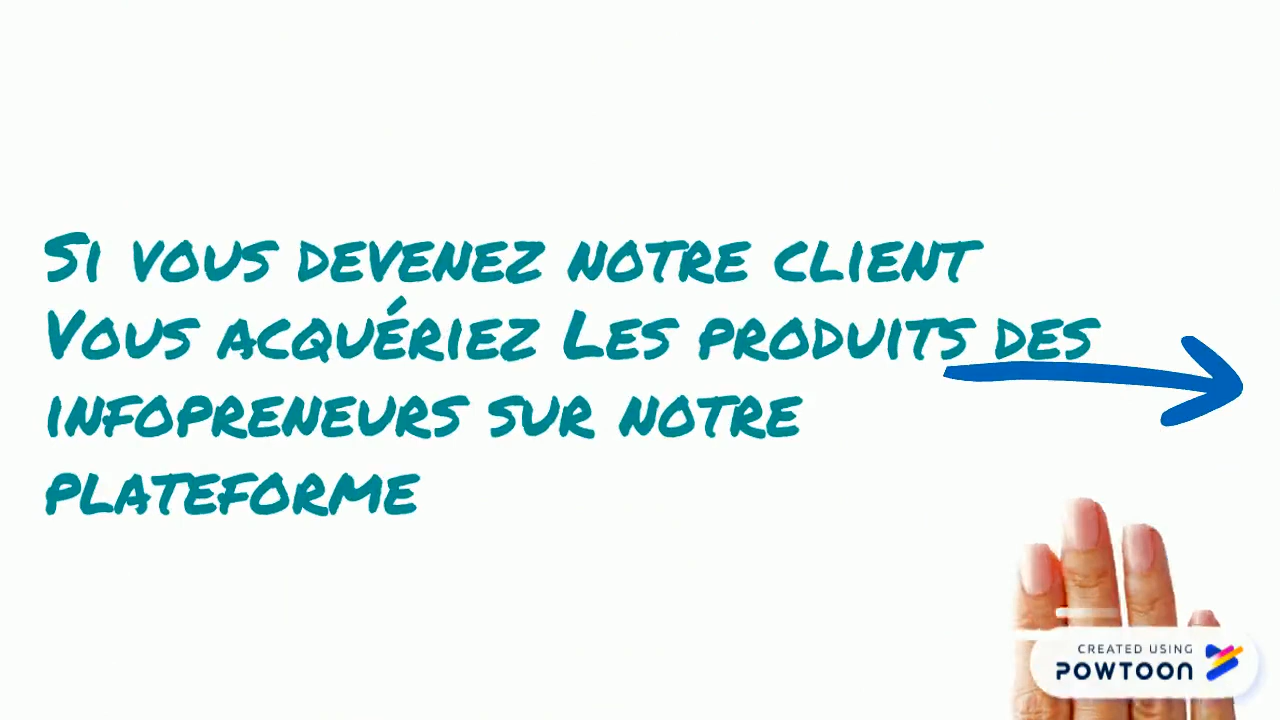 Si vous devenez notre client
Vous acquériez Les produits des
infopreneurs sur notre
plateforme
CREATED USING
POWTOON